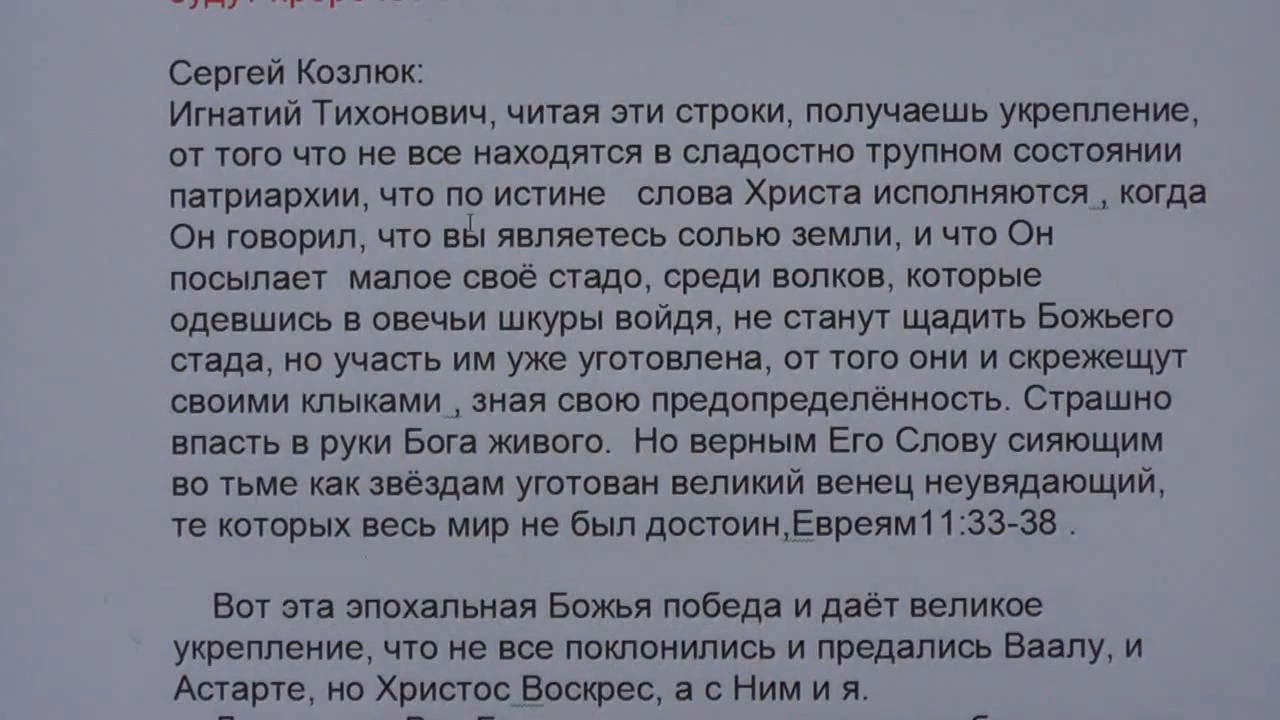 Сергей Козлюк:
Игнатий Тихонович, читая эти строки, получаешь укрепление,
от того что не все находятся в сладостно трупном состоянии
патриархии, что по истине   слова Христа исполняются , когда
Он говорил, что вы являетесь солью земли, и что Он
посылает  малое своё стадо, среди волков, которые
одевшись в овечьи шкуры войдя, не станут щадить Божьего
стада, но участь им уже уготовлена, от того они и скрежещут
своими клыками , зная свою предопределённость. Страшно
впасть в руки Бога живого.  Но верным Его Слову сияющим
во тьме как звёздам уготован великий венец неувядающий,
те которых весь мир не был достоин,Евреям11:33-38 .
Вот эта эпохальная Божья победа и даёт великое
укрепление, что не все поклонились и предались Ваалу, и
Астарте, но Христос Воскрес, а с Ним и я.